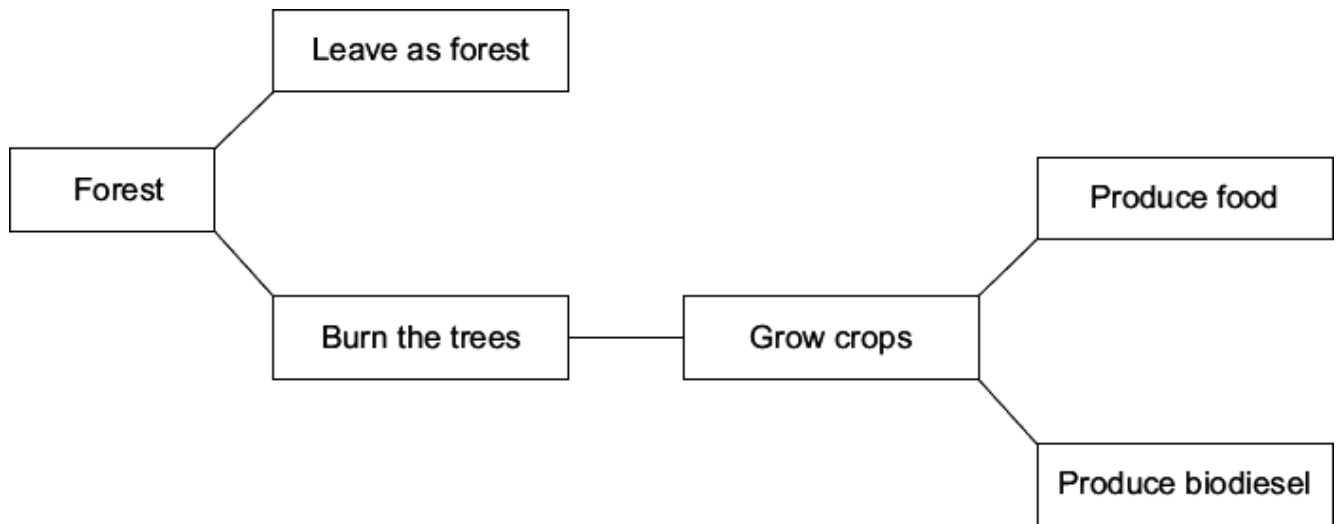 Leave as forest
Forest
Produce food
Burn the trees
Grow crops
Produce biodiesel